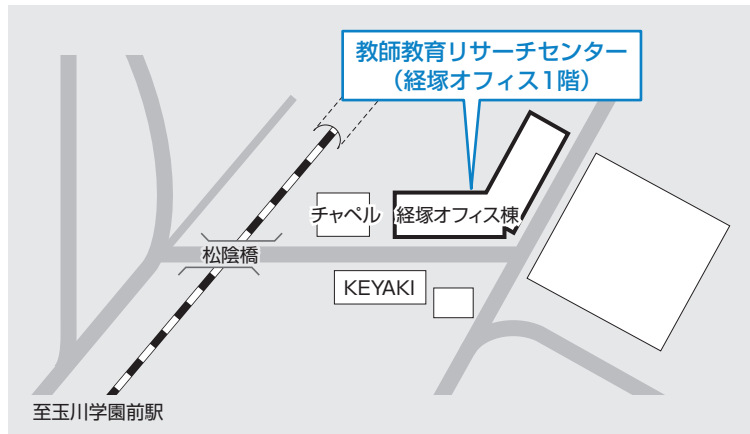 教師教育リサーチセンター
（経塚オフィス1階）
チャペル
経塚オフィス棟
松陰橋
KEYAKI
至玉川学園前駅